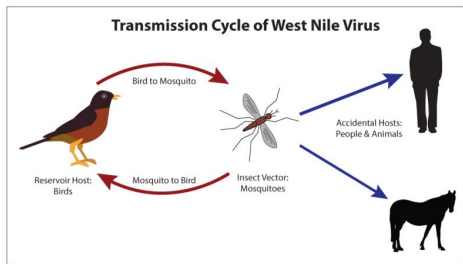 Transmission Cycle of West Nile Virus
Bird to Mosquito
Accidental Hosts:
People & Animals
Reservoir Host:
Birds
Mosquito to Bird
Insect Vector:
Mosquitoes